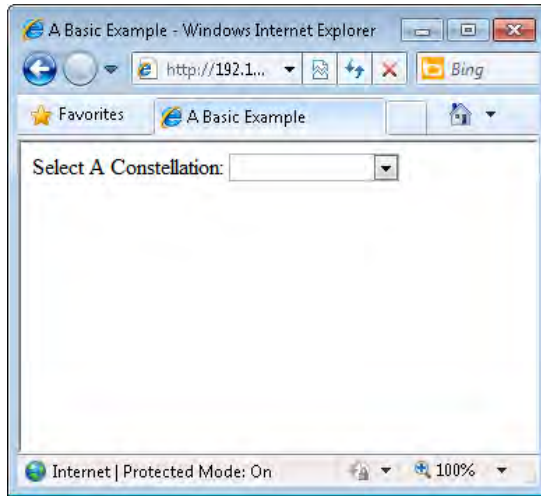 A Basic Example - Windows Internet Explorer
http://192.1...
Bing
Favorites
A Basic Example
Select A Constellation:
Internet | Protected Mode: On
100%